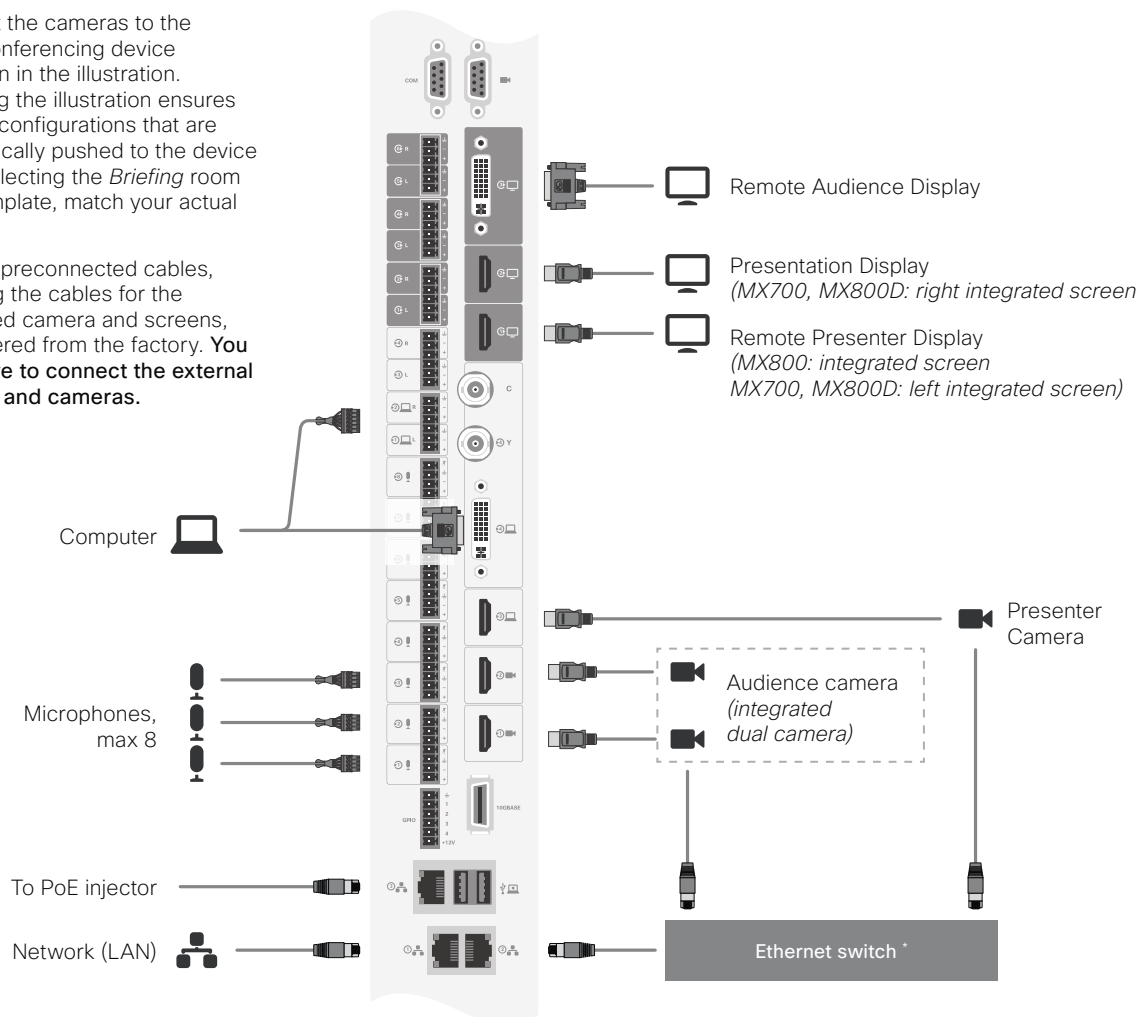 t the cameras to the
onferencing device
n in the illustration.
g the illustration ensures
configurations that are
ically pushed to the device
lecting the Briefing room
nplate, match your actual
preconnected cables,
g the cables for the
ed camera and screens,
ered from the factory. You
e to connect the external
and cameras.
COM
R
L
R
L
R
L
R
L
R
L
C
Y
Remote Audience Display
Presentation Display
(MX700, MX800D: right integrated screen
Remote Presenter Display
(MX800: integrated screen
MX700, MX800D: left integrated screen)
Computer
Presenter
Camera
Audience camera
(integrated
dual camera)
Microphones,
max 8
10GBASE
GPIO
1
2
3
4
+12V
To PoE injector
Network (LAN)
Ethernet switch *